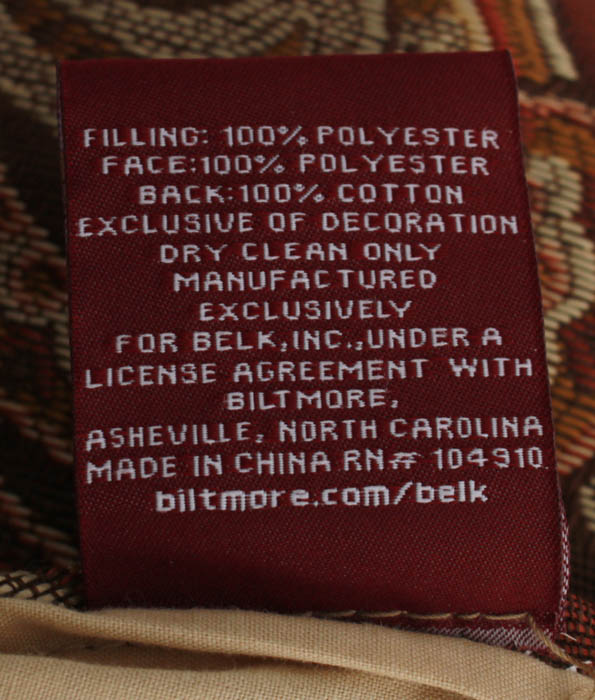 FILLING: 100% POLYESTER
FACE:100% POLYESTER
BACK:100% COTTON
EXCLUSIVE OF DECORATION
DRY CLEAN ONLY
MANUFACTURED
EXCLUSIVELY
FOR BELK,INC.,UNDER A
LICENSE AGREEMENT WITH
BILTMORE,
ASHEVILLE, NORTH CAROLINA
MADE IN CHINA RN# 104910
biltmore.com/belk